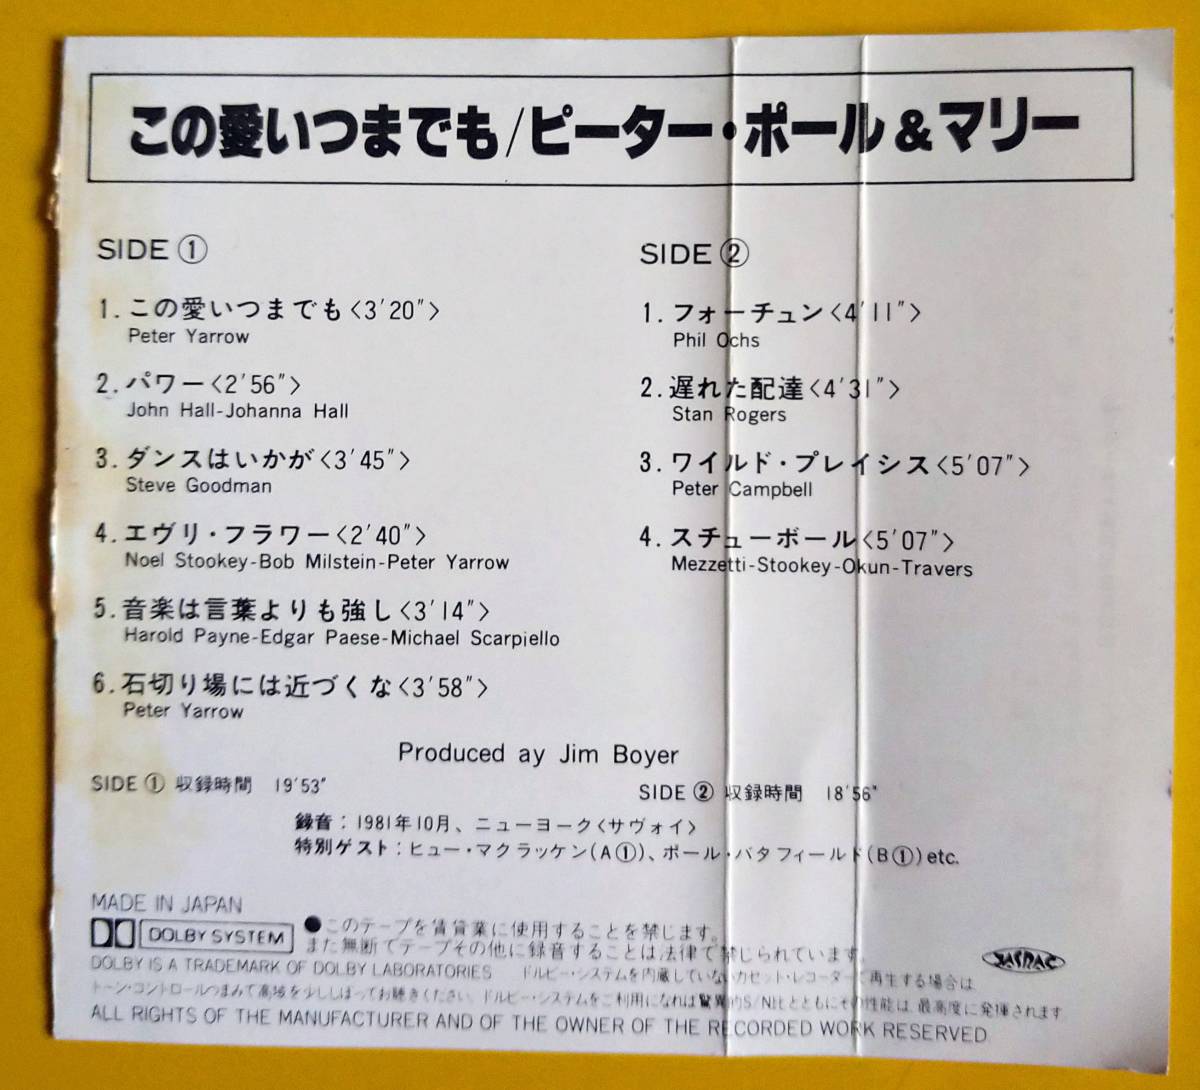 この愛いつまでも/ピーター・ポール&マリー
SIDE ①
1. この愛いつまでも〈3′20″〉
Peter Yarrow
2. パワー〈2′56″〉
John Hall-Johanna Hall
3. ダンスはいかが〈3′45″〉
Steve Goodman
4. エヴリ・フラワー〈2′40″〉
Noel Stookey-Bob Milstein-Peter Yarrow
5. 音楽は言葉よりも強し〈3′14″〉
Harold Payne-Edgar Paese-Michael Scarpiello
6. 石切り場には近づくな〈3′58″〉
Peter Yarrow
SIDE ②
1. フォーチュン〈4′11″〉
Phil Ochs
2. 遅れた配達〈4′31″〉
Stan Rogers
3. ワイルド・プレイシス〈5′07″〉
Peter Campbell
4. スチューボール〈5′07″〉
Mezzetti-Stookey-Okun-Travers
Produced ay Jim Boyer
SIDE ① 収録時間 19′53″
SIDE ② 収録時間 18′56″
録音：1981年10月、ニューヨーク〈サヴォイ〉
特別ゲスト：ヒュー・マクラッケン(A①)、ポール・バタフィールド(B①)etc.
MADE IN JAPAN
DOLBY SYSTEM
●このテープを賃貸業に使用することを禁じます。
また無断でテープその他に録音することは法律で禁じられています。
JASRAC
DOLBY IS A TRADEMARK OF DOLBY LABORATORIES ドルビー・システムを内蔵していないカセット・レコーダーで再生する場合は、
トーン・コントロールつまみで高域を少ししぼってお聴きください。ドルビー・システムをご利用になれば驚異的S/N比とともにその性能は、最高度に発揮されます。
ALL RIGHTS OF THE MANUFACTURER AND OF THE OWNER OF THE RECORDED WORK RESERVED.